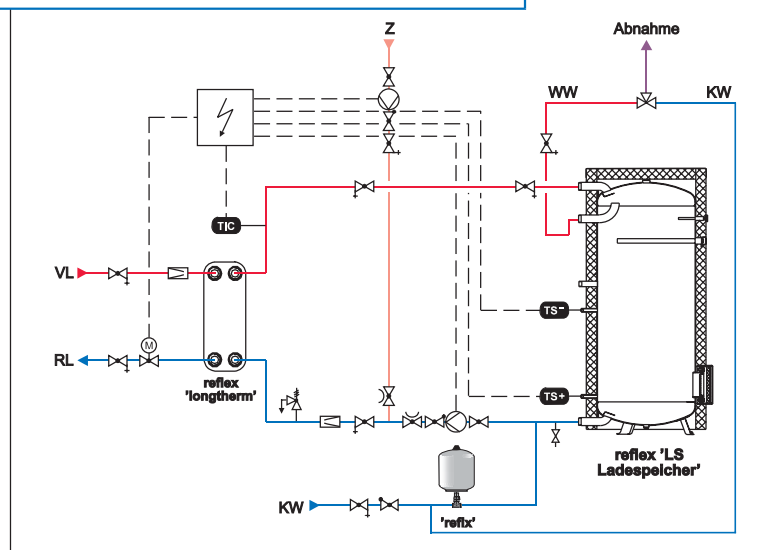 Z
Abnahme
WW
KW
TIC
VL
M
RL
TS-
TS+
reflex
'longtherm'
reflex 'LS
Ladespeicher'
KW
'refix'